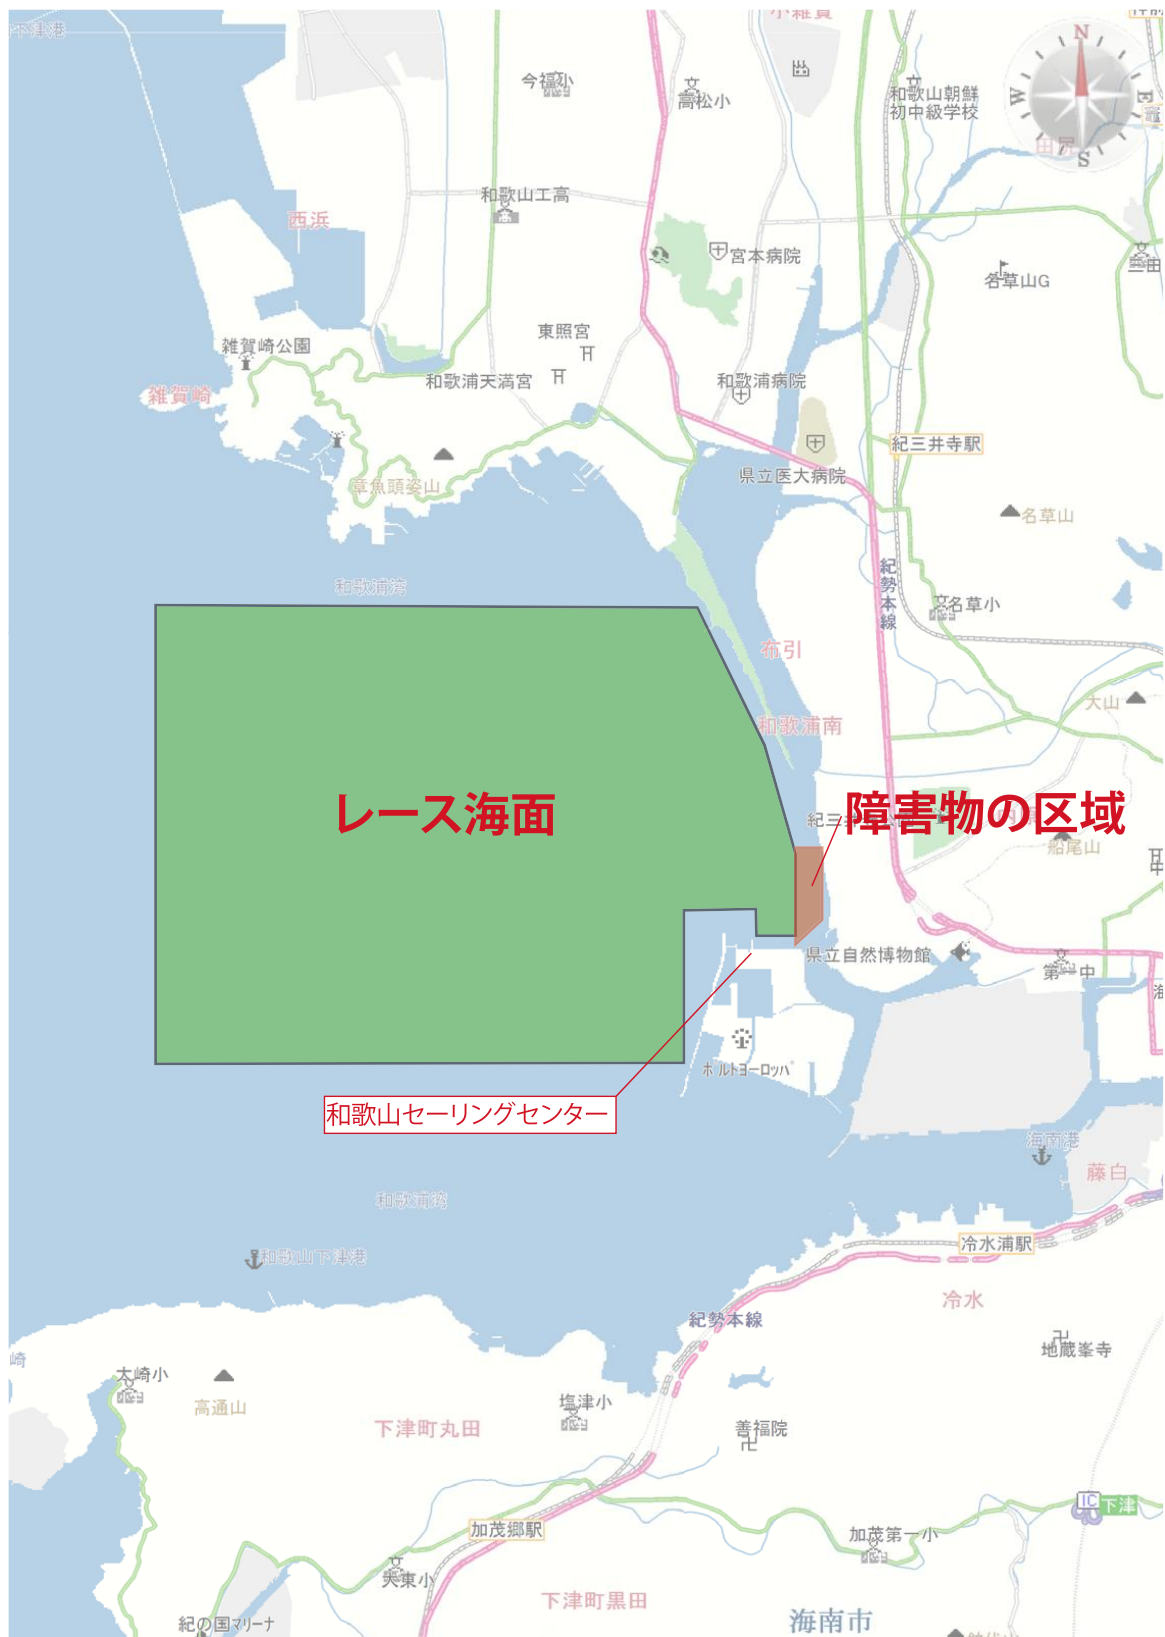 下津港
小雑賀
N
E
S
W
今福小
高松小
和歌山朝鮮
初中級学校
田尻
和歌山工高
西浜
宮本病院
三田
名草山G
東照宮
雑賀崎公園
和歌浦天満宮
和歌浦病院
雑賀崎
紀三井寺駅
県立医大病院
章魚頭姿山
名草山
和歌浦湾
紀勢本線
名草小
布引
大山
和歌浦南
レース海面
障害物の区域
船尾山
県立自然博物館
第一中
ポルトヨーロッパ
和歌山セーリングセンター
海南港
藤白
和歌浦湾
和歌山下津港
冷水浦駅
冷水
紀勢本線
地蔵峯寺
崎
大崎小
高通山
塩津小
下津町丸田
善福院
IC
下津
加茂郷駅
加茂第一小
大東小
下津町黒田
紀の国マリーナ
海南市